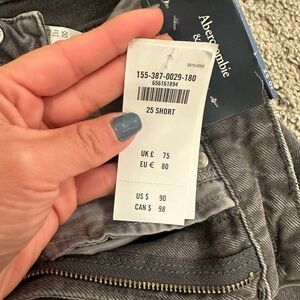 Abercrombie
&
155-387-0029-180
656161894
25 SHORT
UK £ 75
EU € 80
US $ 90
CAN $ 98